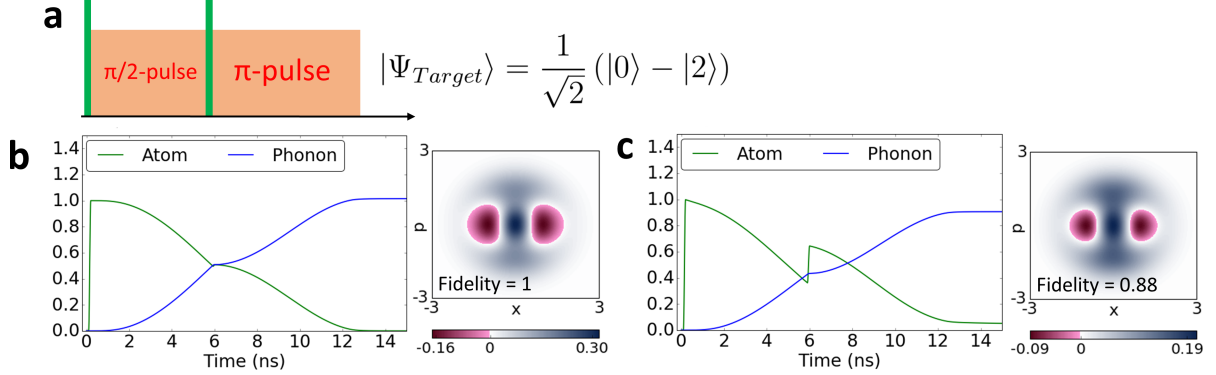 a
π/2-pulse π-pulse |Ψ_Target⟩ = 1/√2 (|0⟩ − |2⟩)
b
1.4
1.2
1.0
0.8
0.6
0.4
0.2
0.0
Atom Phonon
0 2 4 6 8 10 12 14
Time (ns)
3
p
-3
Fidelity = 1
x 3
-0.16 0 0.30
c
1.4
1.2
1.0
0.8
0.6
0.4
0.2
0.0
Atom Phonon
0 2 4 6 8 10 12 14
Time (ns)
3
p
-3
Fidelity = 0.88
x 3
-0.09 0 0.19